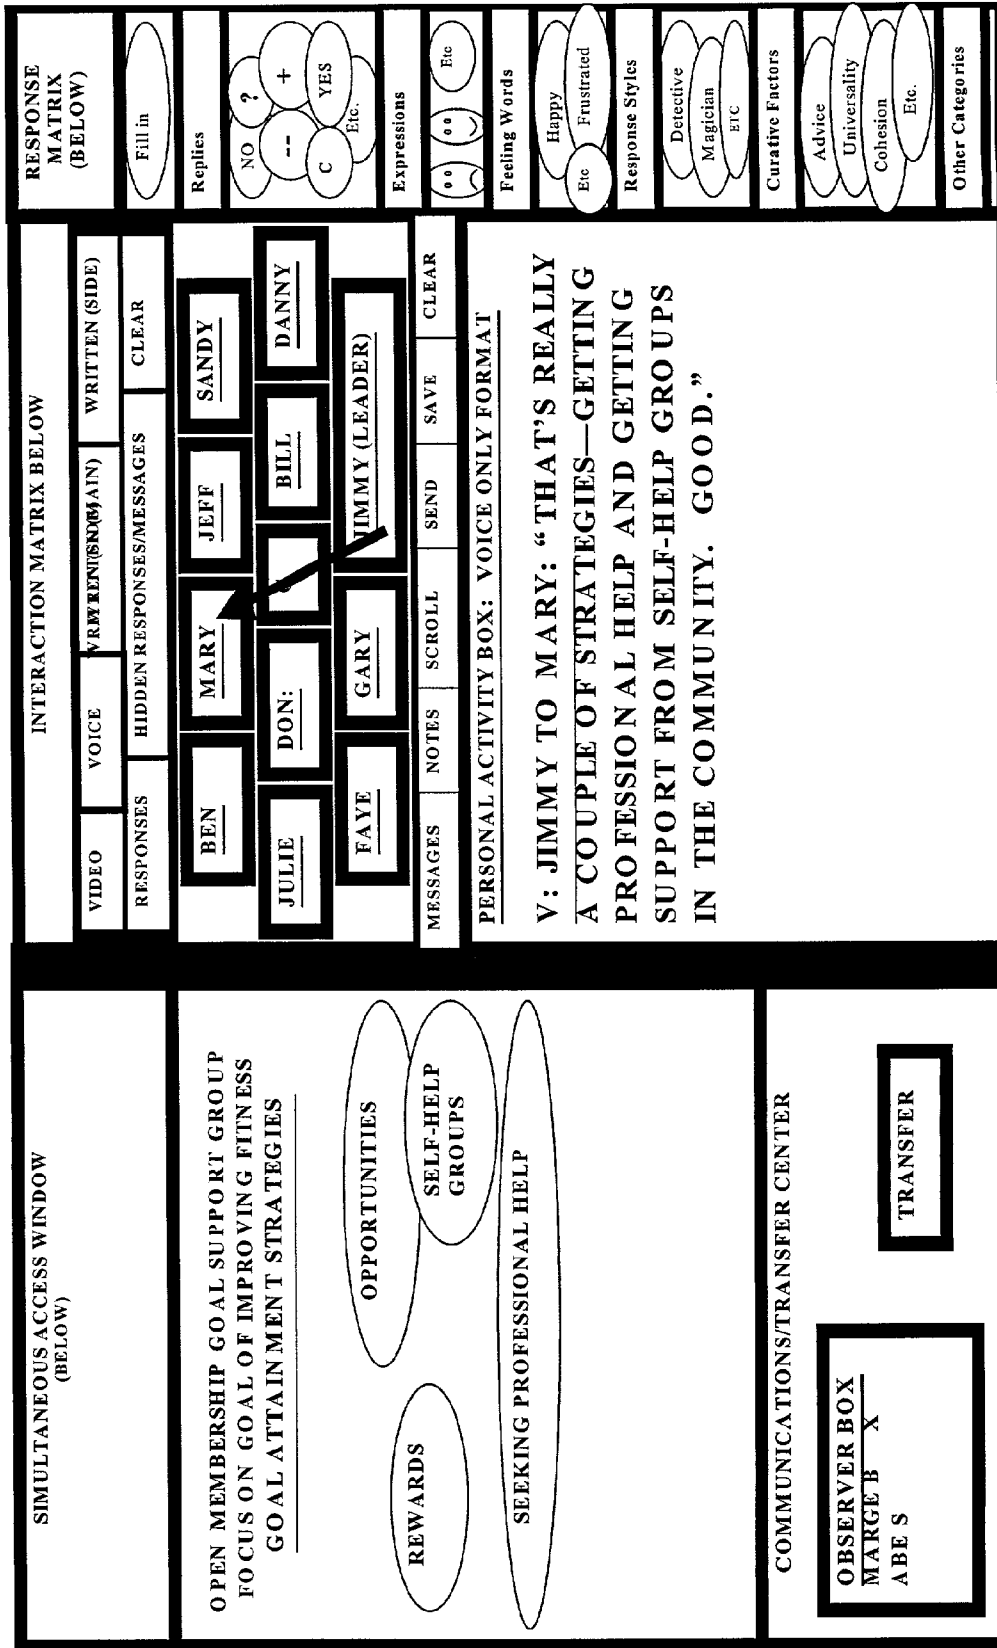 SIMULTANEOUS ACCESS WINDOW
(BELOW)
OPEN MEMBERSHIP GOAL SUPPORT GROUP
FOCUS ON GOAL OF IMPROVING FITNESS
GOAL ATTAINMENT STRATEGIES
OPPORTUNITIES
REWARDS
SELF-HELP
GROUPS
SEEKING PROFESSIONAL HELP
COMMUNICATIONS/TRANSFER CENTER
OBSERVER BOX
MARGE B X
ABE S
TRANSFER
INTERACTION MATRIX BELOW
VIDEO
VOICE
WRITTEN (SIDE)
RESPONSES
HIDDEN RESPONSES/MESSAGES
CLEAR
BEN
MARY
JEFF
SANDY
JULIE
DON:
BILL
DANNY
FAYE
GARY
JIMMY (LEADER)
MESSAGES
NOTES
SCROLL
SEND
SAVE
CLEAR
PERSONAL ACTIVITY BOX: VOICE ONLY FORMAT
V: JIMMY TO MARY: “THAT’S REALLY
A COUPLE OF STRATEGIES—GETTING
PROFESSIONAL HELP AND GETTING
SUPPORT FROM SELF-HELP GROUPS
IN THE COMMUNITY. GOOD.”
RESPONSE
MATRIX
(BELOW)
Fill in
Replies
NO
?
--
+
C
YES
Etc.
Expressions
Etc
Feeling Words
Happy
Etc
Frustrated
Response Styles
Detective
Magician
ETC
Curative Factors
Advice
Universality
Cohesion
Etc.
Other Categories